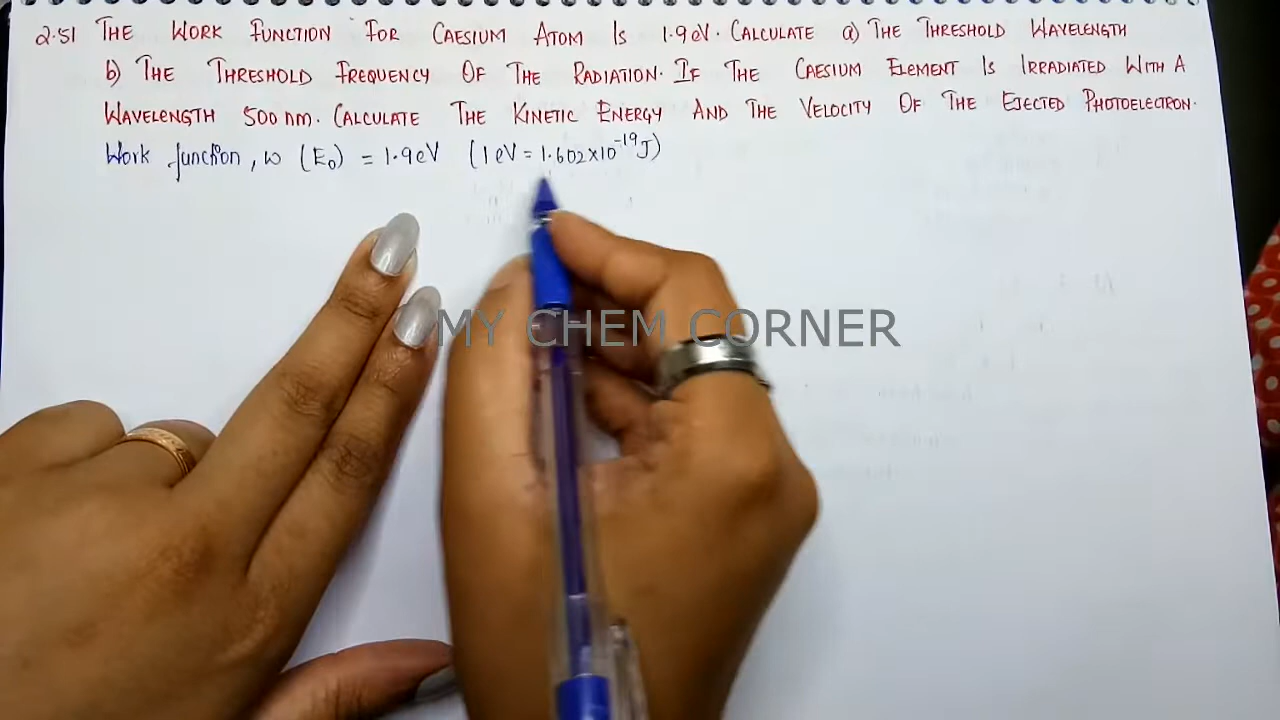 2.51 THE WORK FUNCTION FOR CAESIUM ATOM IS 1.9eV. CALCULATE a) THE THRESHOLD WAVELENGTH
b) THE THRESHOLD FREQUENCY OF THE RADIATION. IF THE CAESIUM ELEMENT IS IRRADIATED WITH A
WAVELENGTH 500 nm. CALCULATE THE KINETIC ENERGY AND THE VELOCITY OF THE EJECTED PHOTOELECTRON.
Work function, w (E₀) = 1.9eV (1eV = 1.602×10⁻¹⁹J)
MY CHEM CORNER